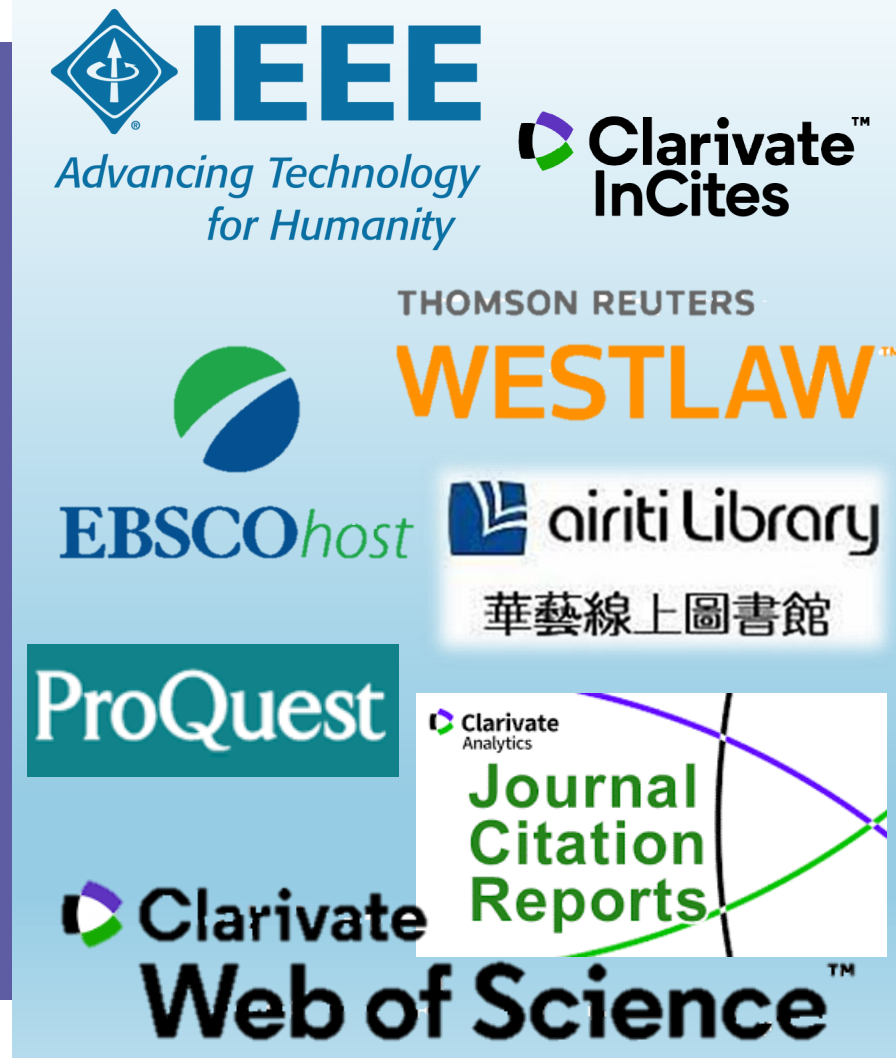 IEEE
®
Advancing Technology
for Humanity
Clarivate™
InCites
THOMSON REUTERS
WESTLAW™
EBSCOhost
airiti Library
華藝線上圖書館
ProQuest
Clarivate
Analytics
Journal
Citation
Reports
Clarivate
Web of Science™